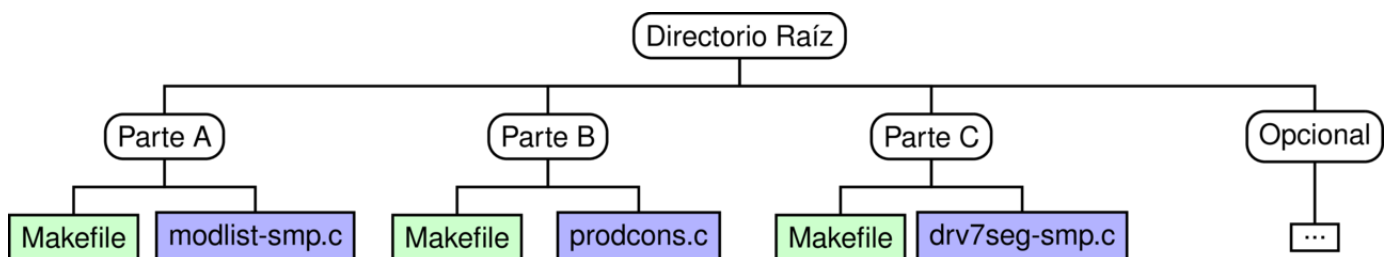 Directorio Raíz
Parte A
Parte B
Parte C
Opcional
Makefile
modlist-smp.c
Makefile
prodcons.c
Makefile
drv7seg-smp.c
...